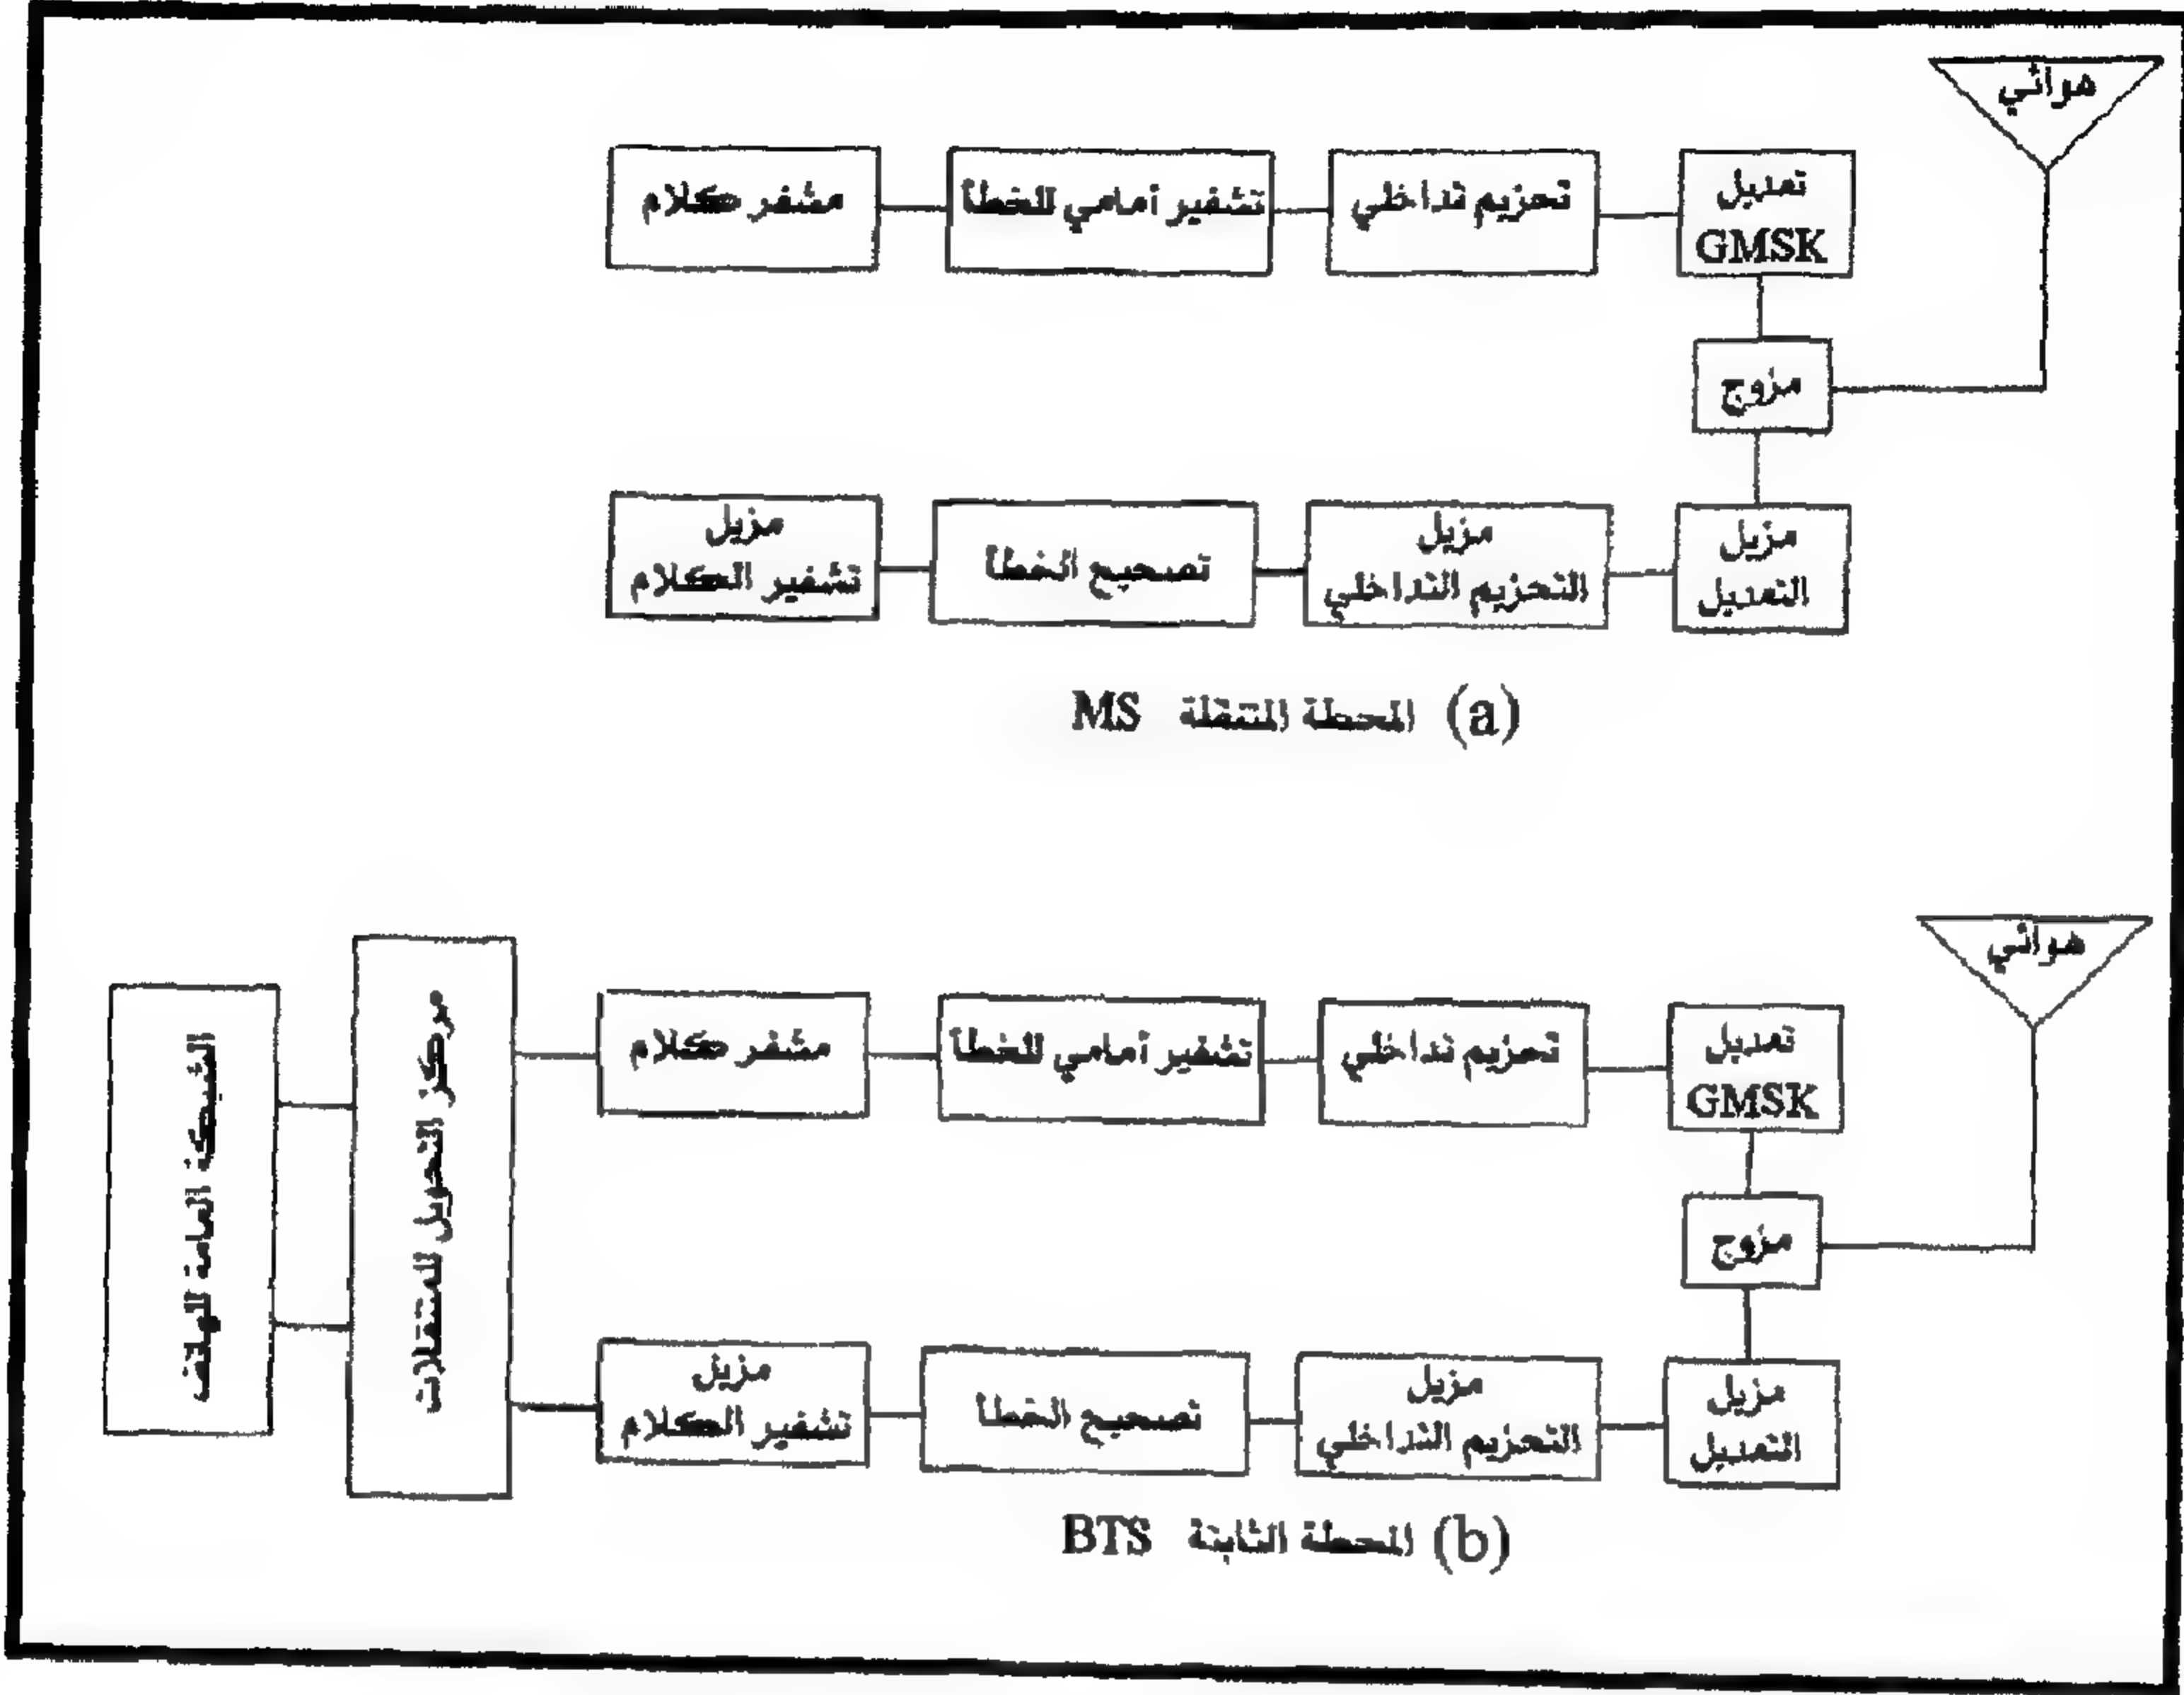 هوائي
مشفر كلام
تشفير أمامي للخطأ
تحزيم تداخلي
تعديل
GMSK
مزوج
مزيل
تشفير الكلام
تصحيح الخطأ
مزيل
التحزيم التداخلي
مزيل
التعديل
(a) المحطة المتنقلة MS
هوائي
الشبكة العامة للهاتف
مركز التحويل للمتنقلات
مشفر كلام
تشفير أمامي للخطأ
تحزيم تداخلي
تعديل
GMSK
مزوج
مزيل
تشفير الكلام
تصحيح الخطأ
مزيل
التحزيم التداخلي
مزيل
التعديل
(b) المحطة الثابتة BTS